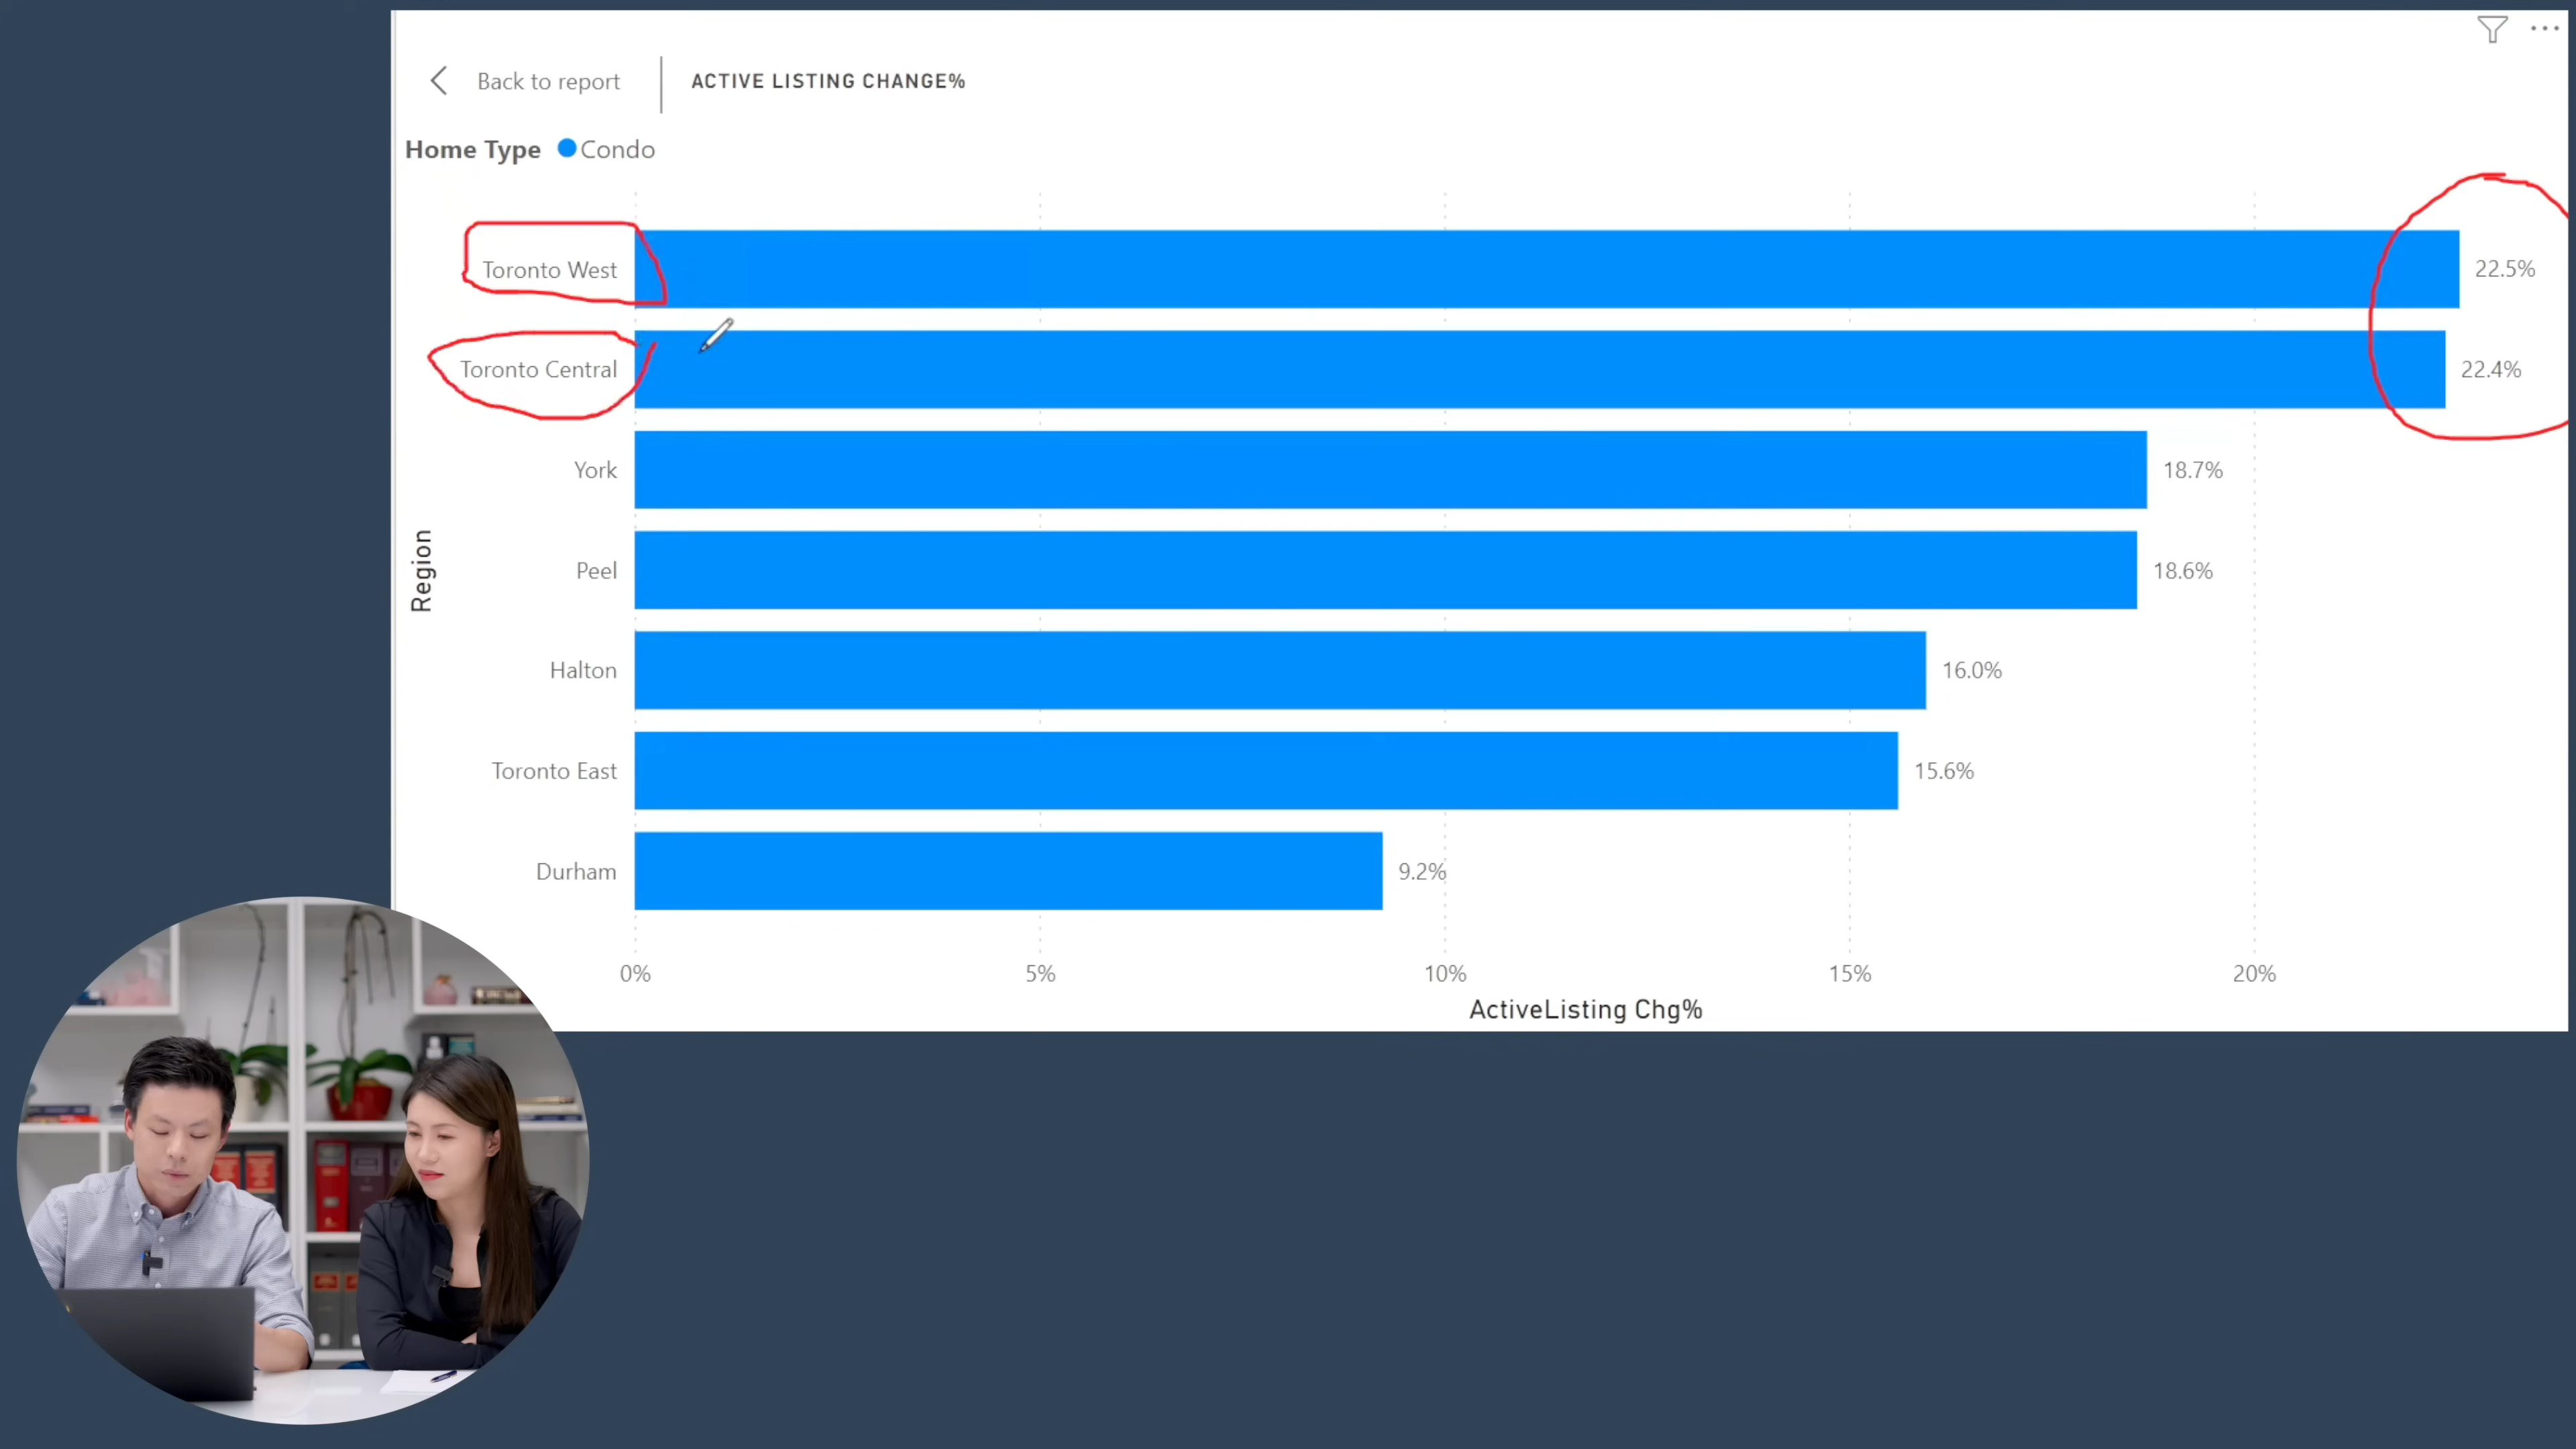 Back to report
ACTIVE LISTING CHANGE%
Home Type Condo
Region
Toronto West 22.5%
Toronto Central 22.4%
York 18.7%
Peel 18.6%
Halton 16.0%
Toronto East 15.6%
Durham 9.2%
0% 5% 10% 15% 20%
ActiveListing Chg%